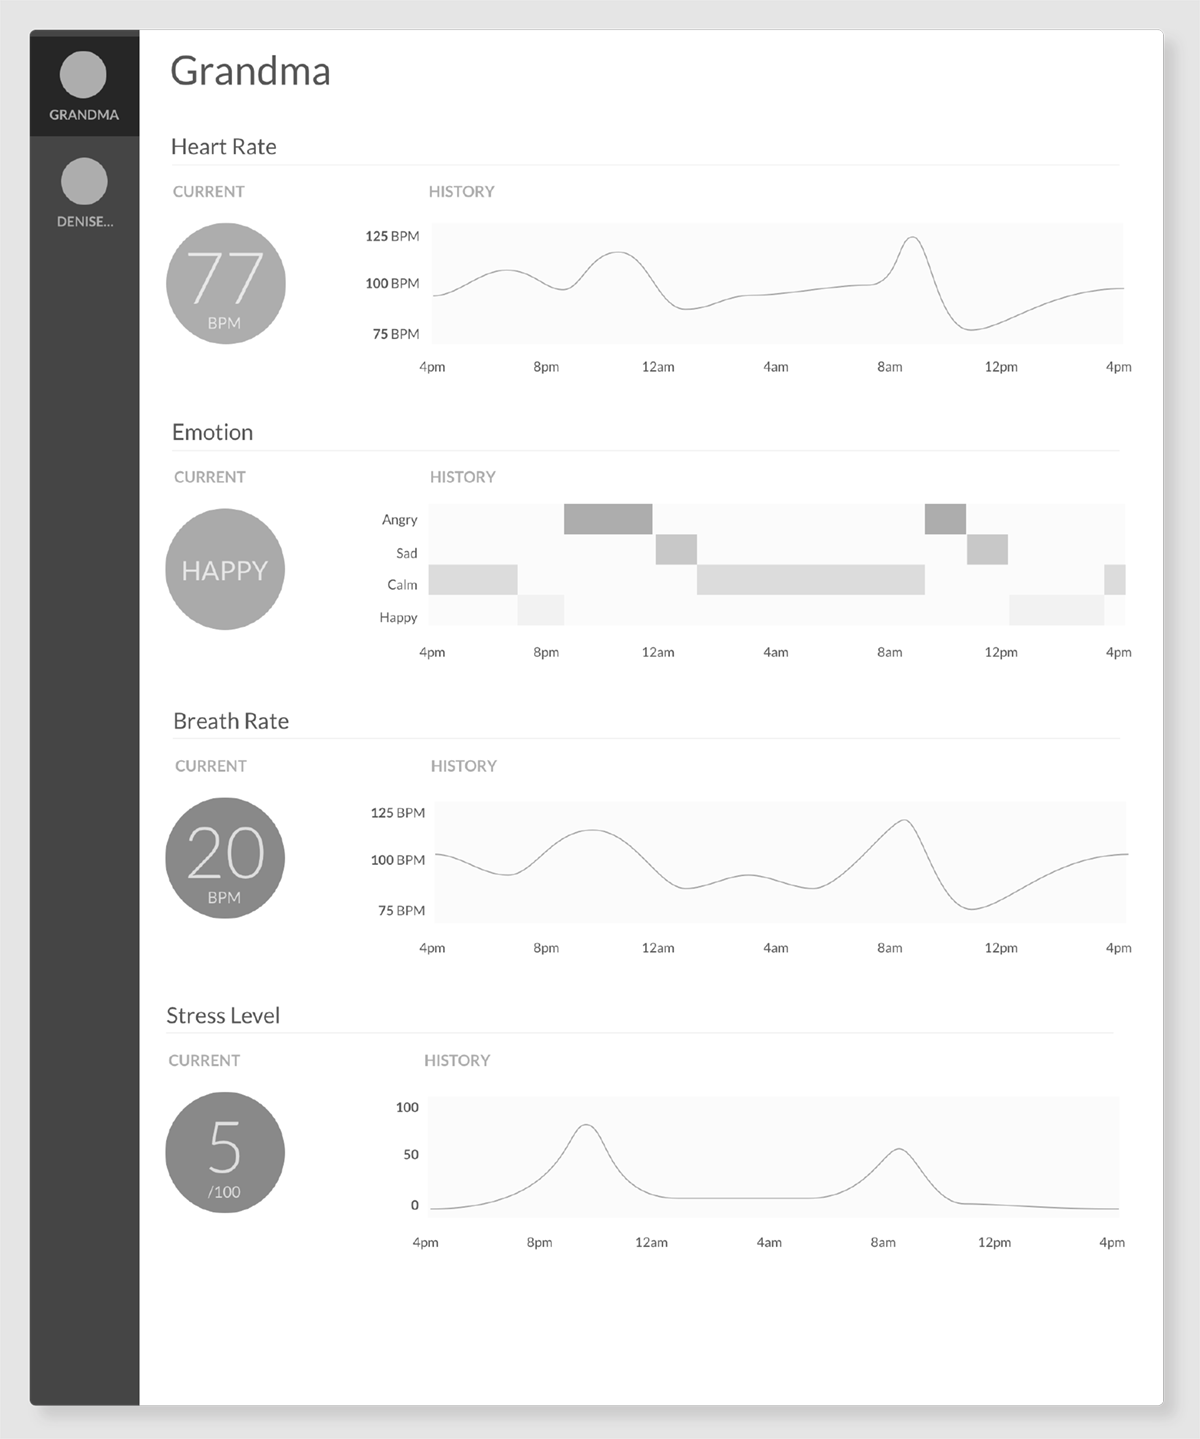 GRANDMA
DENISE...
Grandma
Heart Rate
CURRENT
HISTORY
77
BPM
125 BPM
100 BPM
75 BPM
4pm 8pm 12am 4am 8am 12pm 4pm
Emotion
CURRENT
HISTORY
HAPPY
Angry
Sad
Calm
Happy
4pm 8pm 12am 4am 8am 12pm 4pm
Breath Rate
CURRENT
HISTORY
20
BPM
125 BPM
100 BPM
75 BPM
4pm 8pm 12am 4am 8am 12pm 4pm
Stress Level
CURRENT
HISTORY
5
/100
100
50
0
4pm 8pm 12am 4am 8am 12pm 4pm